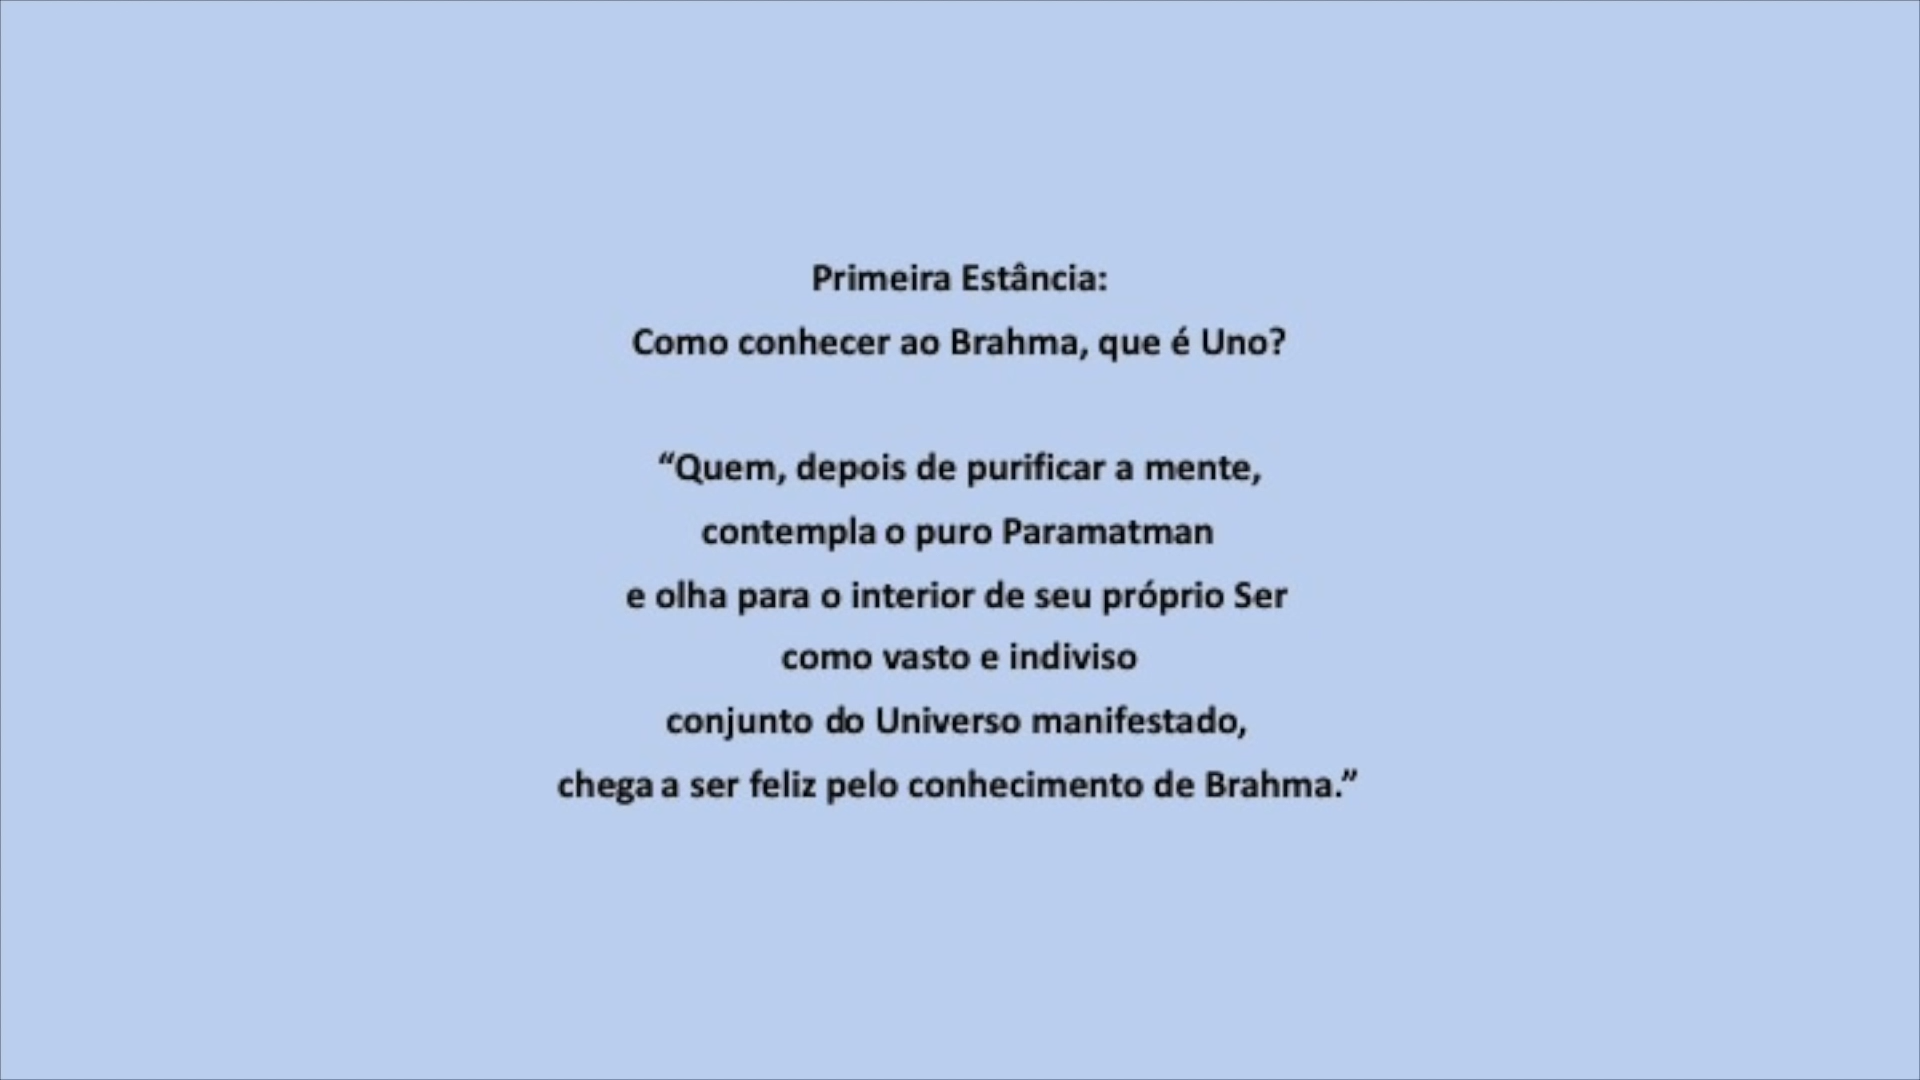 Primeira Estância:
Como conhecer ao Brahma, que é Uno?
“Quem, depois de purificar a mente,
contempla o puro Paramatman
e olha para o interior de seu próprio Ser
como vasto e indiviso
conjunto do Universo manifestado,
chega a ser feliz pelo conhecimento de Brahma.”